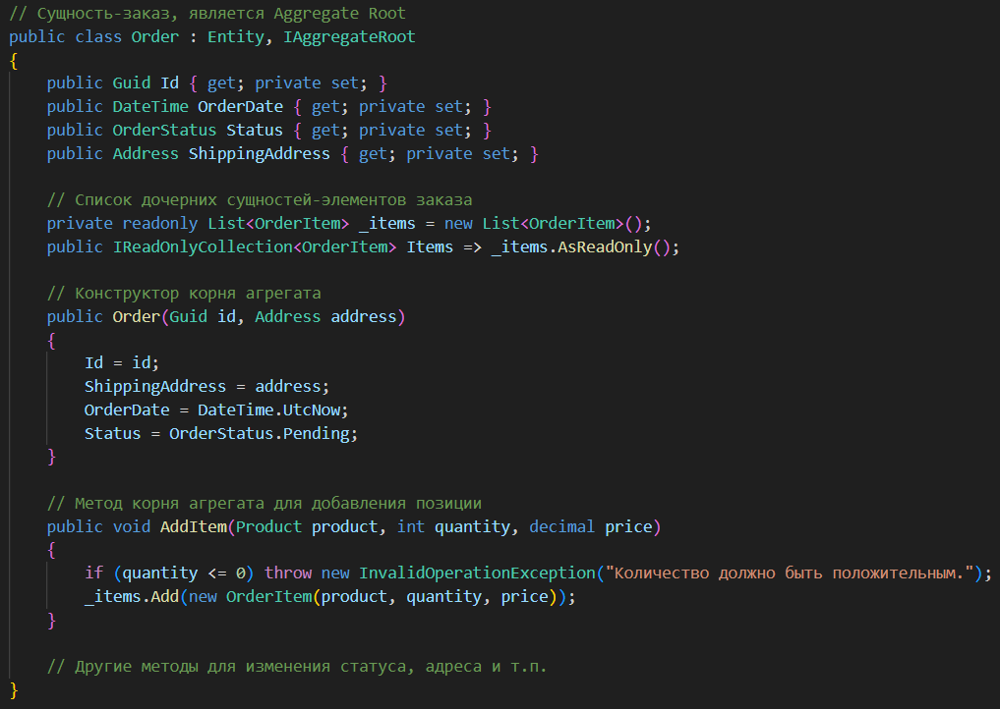 // Сущность-заказ, является Aggregate Root
public class Order : Entity, IAggregateRoot
{
    public Guid Id { get; private set; }
    public DateTime OrderDate { get; private set; }
    public OrderStatus Status { get; private set; }
    public Address ShippingAddress { get; private set; }

    // Список дочерних сущностей-элементов заказа
    private readonly List<OrderItem> _items = new List<OrderItem>();
    public IReadOnlyCollection<OrderItem> Items => _items.AsReadOnly();

    // Конструктор корня агрегата
    public Order(Guid id, Address address)
    {
        Id = id;
        ShippingAddress = address;
        OrderDate = DateTime.UtcNow;
        Status = OrderStatus.Pending;
    }

    // Метод корня агрегата для добавления позиции
    public void AddItem(Product product, int quantity, decimal price)
    {
        if (quantity <= 0) throw new InvalidOperationException("Количество должно быть положительным.");
        _items.Add(new OrderItem(product, quantity, price));
    }

    // Другие методы для изменения статуса, адреса и т.п.
}